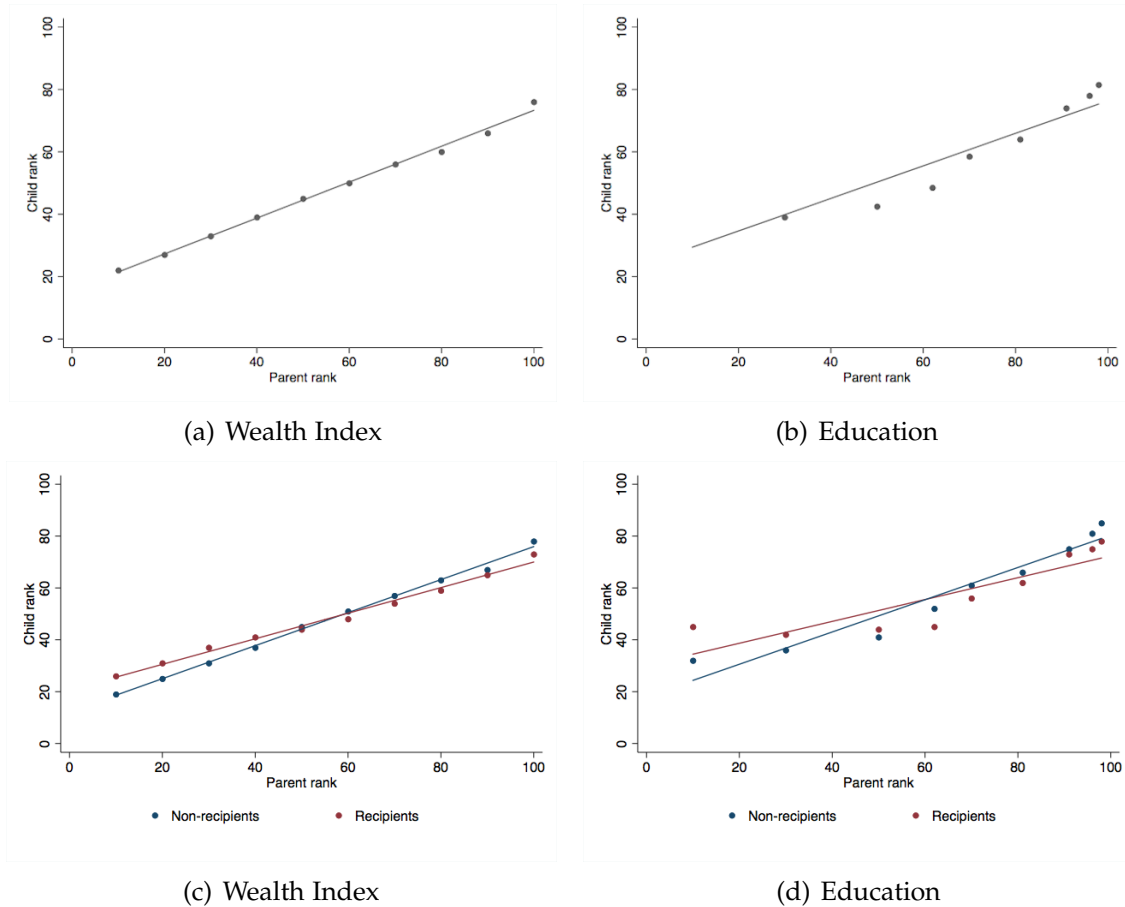 100
80
60
40
20
0
Child rank
0 20 40 60 80 100
Parent rank
(a) Wealth Index
100
80
60
40
20
0
Child rank
0 20 40 60 80 100
Parent rank
(b) Education
100
80
60
40
20
0
Child rank
0 20 40 60 80 100
Parent rank
Non-recipients Recipients
(c) Wealth Index
100
80
60
40
20
0
Child rank
0 20 40 60 80 100
Parent rank
Non-recipients Recipients
(d) Education